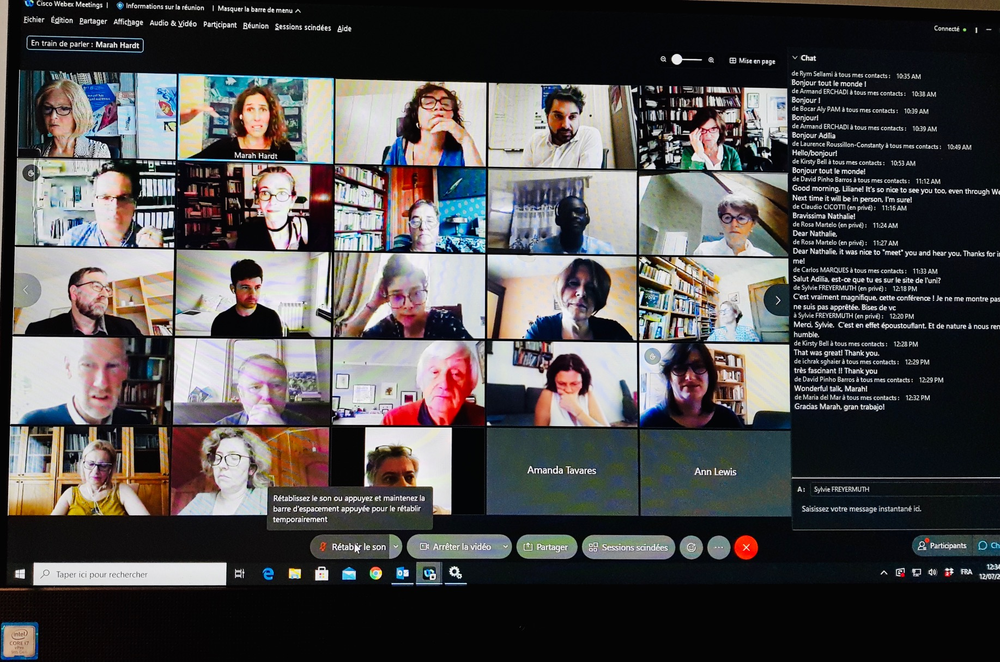 Cisco Webex Meetings | Informations sur la réunion | Masquer la barre de menu
Fichier Édition Partager Affichage Audio & Vidéo Participant Réunion Sessions scindées Aide
Connecté
En train de parler : Marah Hardt
Mise en page
Marah Hardt
Amanda Tavares
Ann Lewis
Chat
de Rym Sellami à tous mes contacts : 10:35 AM
Bonjour tout le monde !
de Armand ERCHADI à tous mes contacts : 10:38 AM
Bonjour !
de Bocar Aly PAM à tous mes contacts : 10:39 AM
Bonjour!
de Armand ERCHADI à tous mes contacts : 10:39 AM
Bonjour Adilia
de Laurence Roussillon-Constanty à tous mes contacts : 10:49 AM
Hello/bonjour!
de Kirsty Bell à tous mes contacts : 10:53 AM
Bonjour tout le monde!
de David Pinho Barros à tous mes contacts : 11:12 AM
Good morning, Liliane! It's so nice to see you too, even through We
Next time it will be in person, I'm sure!
de Claudio CICOTTI (en privé) : 11:16 AM
Bravissima Nathalie!
de Rosa Martelo (en privé) : 11:24 AM
Dear Nathalie,
de Rosa Martelo (en privé) : 11:27 AM
Dear Nathalie, it was nice to "meet" you and hear you. Thanks for in
me!
de Carlos MARQUES à tous mes contacts : 11:33 AM
Salut Adilia, est-ce que tu es sur le site de l'uni?
de Sylvie FREYERMUTH (en privé) : 12:18 PM
C'est vraiment magnifique, cette conférence ! Je ne me montre pas
ne suis pas apprêtée. Bises de vc
à Sylvie FREYERMUTH (en privé) : 12:20 PM
Merci, Sylvie. C'est en effet époustouflant. Et de nature à nous ren
humble.
de Kirsty Bell à tous mes contacts : 12:28 PM
That was great! Thank you.
de ichrak sghaier à tous mes contacts : 12:29 PM
très fascinant !! Thank you
de David Pinho Barros à tous mes contacts : 12:29 PM
Wonderful talk, Marah!
de Maria del Mar à tous mes contacts : 12:32 PM
Gracias Marah, gran trabajo!
A : Sylvie FREYERMUTH
Saisissez votre message instantané ici.
Rétablissez le son ou appuyez et maintenez la
barre d'espacement appuyée pour le rétablir
temporairement
Rétablir le son Arrêter la vidéo Partager Sessions scindées
Participants Ch
Taper ici pour rechercher
FRA
12:34
12/07/2
intel
CORE i7
vPro
9th Gen